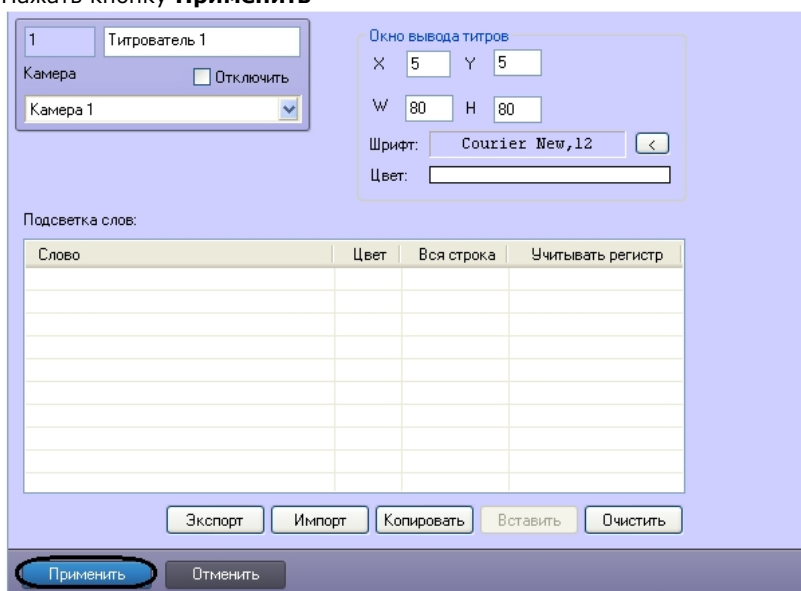 Нажать кнопку Применить
1 Титрователь 1
Камера Отключить
Камера 1
Окно вывода титров
X 5 Y 5
W 80 H 80
Шрифт: Courier New,12 <
Цвет:
Подсветка слов:
Слово Цвет Вся строка Учитывать регистр
Экспорт Импорт Копировать Вставить Очистить
Применить Отменить